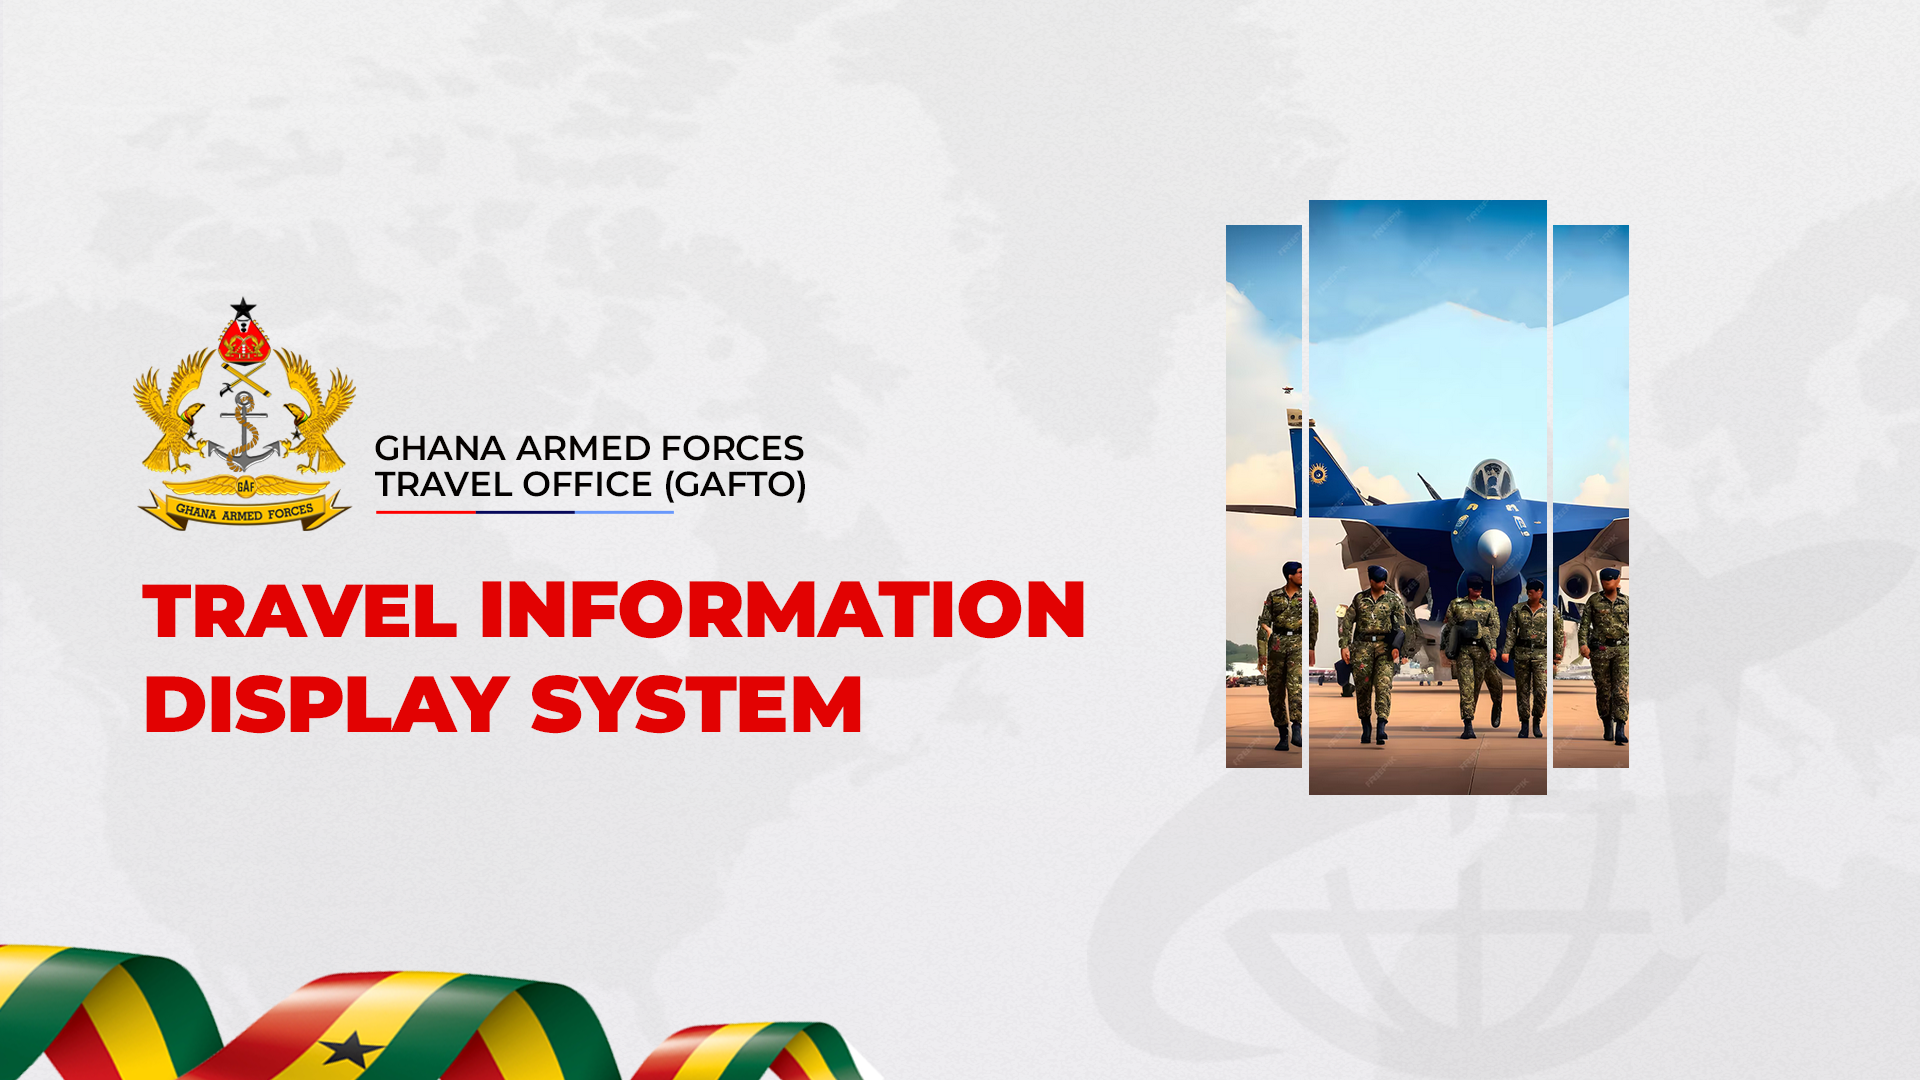 GAF
GHANA ARMED FORCES
GHANA ARMED FORCES
TRAVEL OFFICE (GAFTO)
TRAVEL INFORMATION
DISPLAY SYSTEM